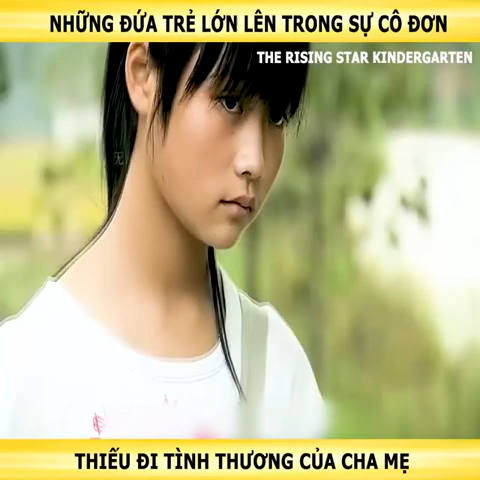 NHỮNG ĐỨA TRẺ LỚN LÊN TRONG SỰ CÔ ĐƠN
THE RISING STAR KINDERGARTEN
无
THIẾU ĐI TÌNH THƯƠNG CỦA CHA MẸ